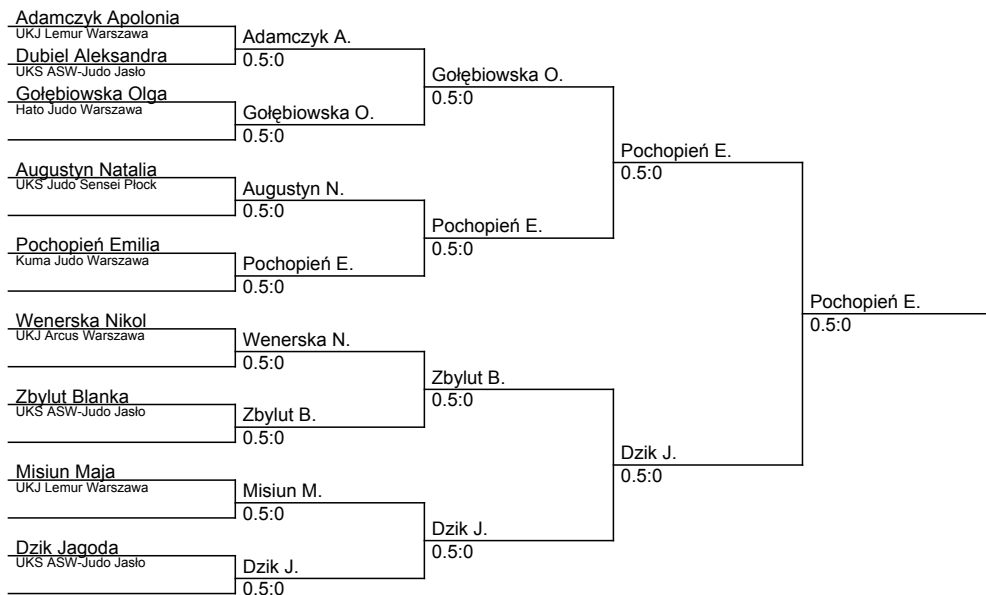 Adamczyk Apolonia
UKJ Lemur Warszawa
Dubiel Aleksandra
UKS ASW-Judo Jasło
Gołębiowska Olga
Hato Judo Warszawa
Augustyn Natalia
UKS Judo Sensei Płock
Pochopień Emilia
Kuma Judo Warszawa
Wenerska Nikol
UKJ Arcus Warszawa
Zbylut Blanka
UKS ASW-Judo Jasło
Misiun Maja
UKJ Lemur Warszawa
Dzik Jagoda
UKS ASW-Judo Jasło
Adamczyk A.
0.5:0
Gołębiowska O.
0.5:0
Augustyn N.
0.5:0
Pochopień E.
0.5:0
Wenerska N.
0.5:0
Zbylut B.
0.5:0
Misiun M.
0.5:0
Dzik J.
0.5:0
Gołębiowska O.
0.5:0
Pochopień E.
0.5:0
Zbylut B.
0.5:0
Dzik J.
0.5:0
Pochopień E.
0.5:0
Dzik J.
0.5:0
Pochopień E.
0.5:0